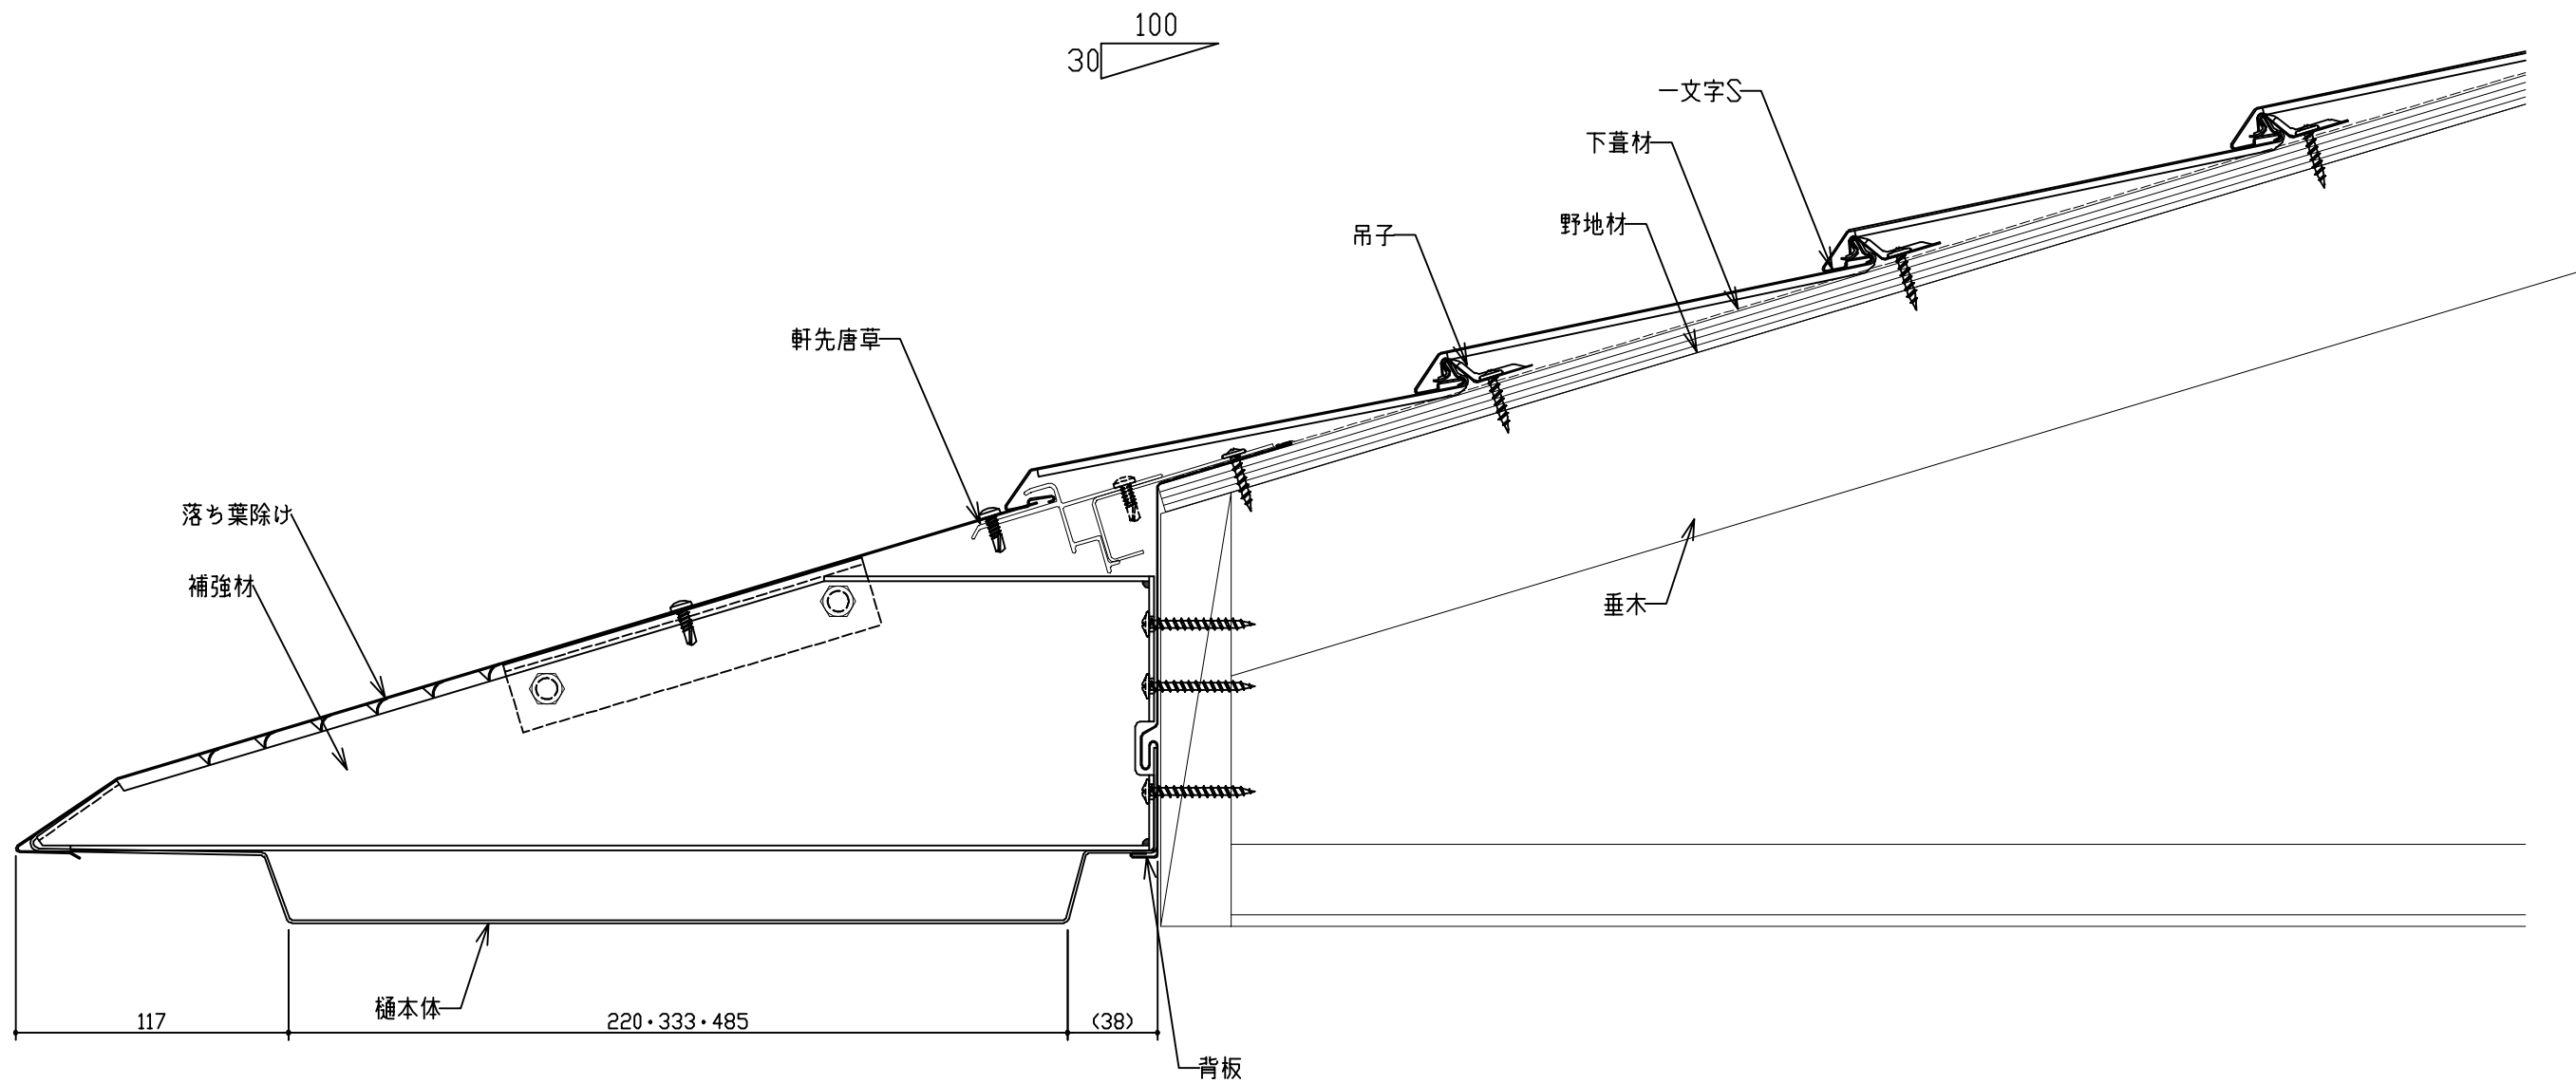 100
30
一文字S
下葺材
野地材
吊子
軒先唐草
落ち葉除け
補強材
垂木
樋本体
117
220・333・485
(38)
背板